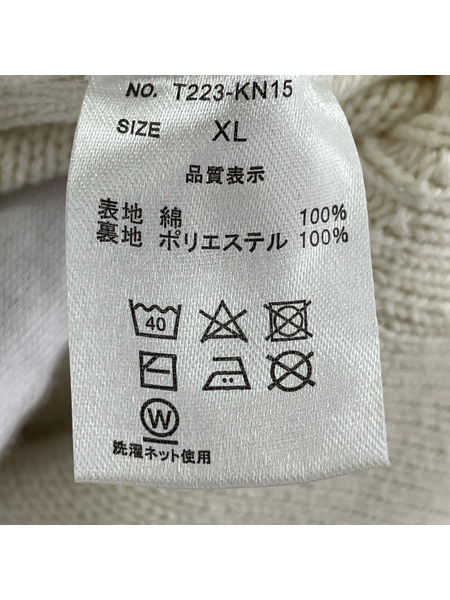 NO. T223-KN15
SIZE XL
品質表示
表地 綿 100%
裏地 ポリエステル 100%
40
W
洗濯ネット使用